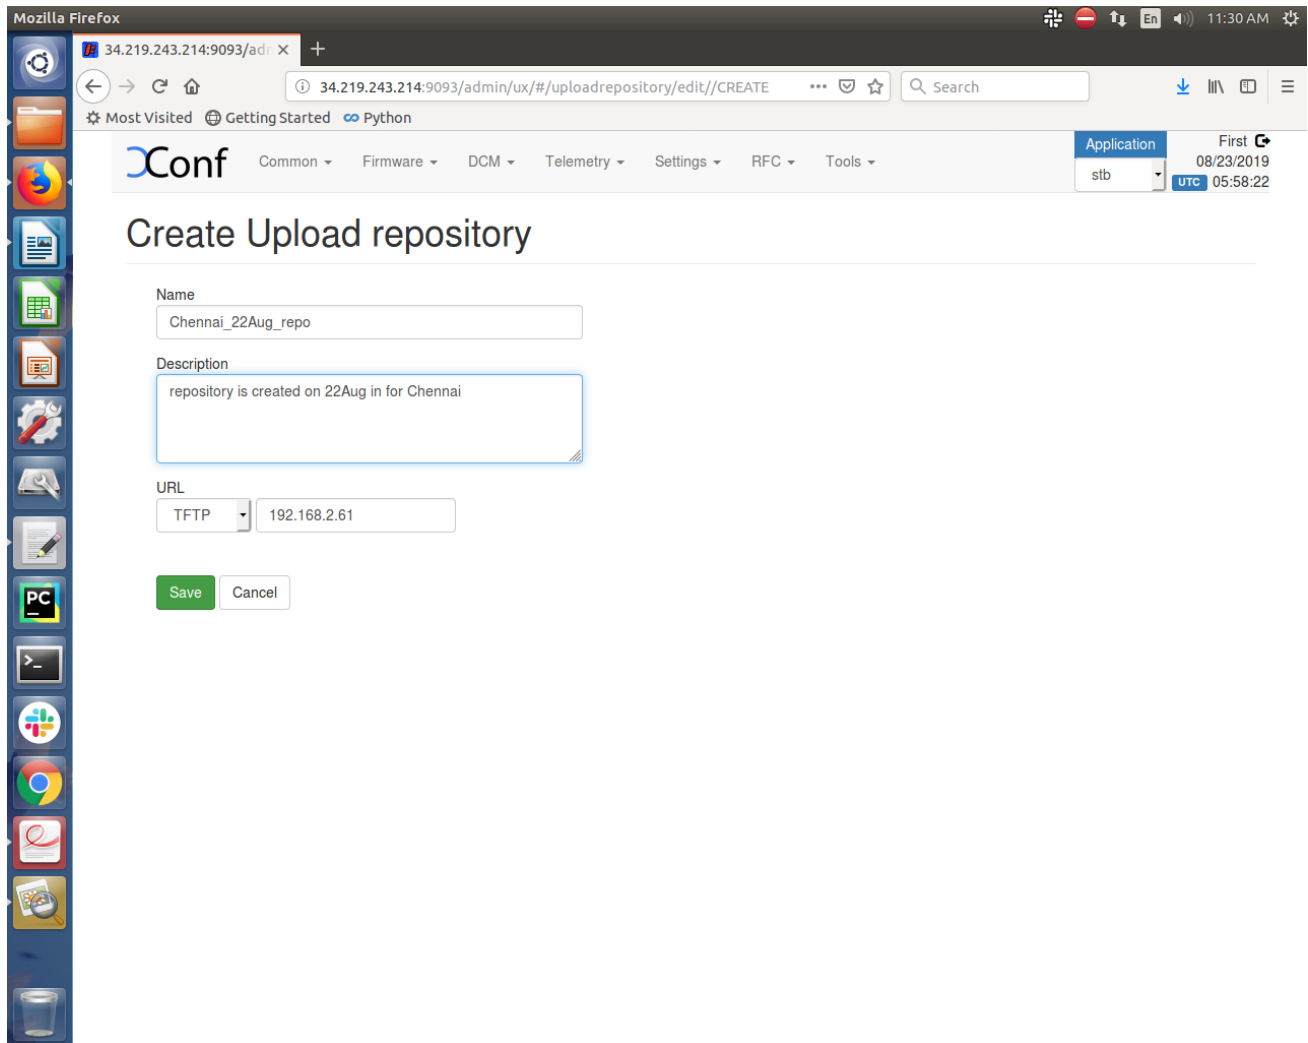 Mozilla Firefox
En
11:30 AM
34.219.243.214:9093/adr
34.219.243.214:9093/admin/ux/#/uploadrepository/edit//CREATE
Search
Most Visited Getting Started Python
XConf
Common Firmware DCM Telemetry Settings RFC Tools
Application
stb
First
08/23/2019
UTC 05:58:22
Create Upload repository
Name
Chennai_22Aug_repo
Description
repository is created on 22Aug in for Chennai
URL
TFTP 192.168.2.61
Save Cancel
PC